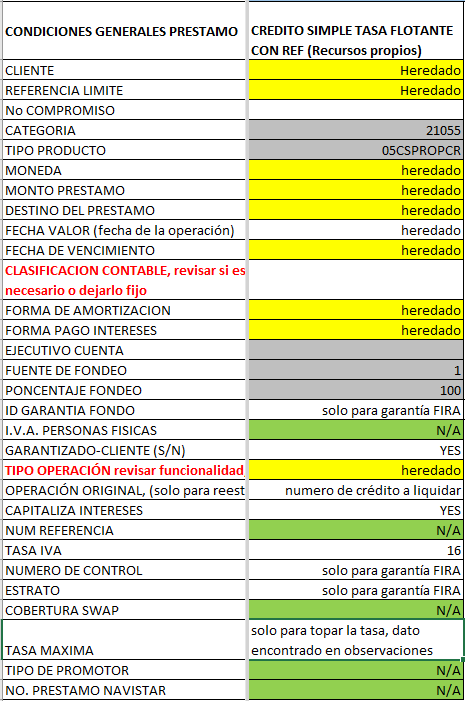 CONDICIONES GENERALES PRESTAMO CREDITO SIMPLE TASA FLOTANTE
CON REF (Recursos propios)
CLIENTE Heredado
REFERENCIA LIMITE Heredado
No COMPROMISO
CATEGORIA 21055
TIPO PRODUCTO 05CSPROPCR
MONEDA heredado
MONTO PRESTAMO heredado
DESTINO DEL PRESTAMO heredado
FECHA VALOR (fecha de la operación) heredado
FECHA DE VENCIMIENTO heredado
CLASIFICACION CONTABLE, revisar si es
necesario o dejarlo fijo
FORMA DE AMORTIZACION heredado
FORMA PAGO INTERESES heredado
EJECUTIVO CUENTA
FUENTE DE FONDEO 1
PONCENTAJE FONDEO 100
ID GARANTIA FONDO solo para garantía FIRA
I.V.A. PERSONAS FISICAS N/A
GARANTIZADO-CLIENTE (S/N) YES
TIPO OPERACIÓN revisar funcionalidad heredado
OPERACIÓN ORIGINAL, (solo para reest numero de crédito a liquidar
CAPITALIZA INTERESES YES
NUM REFERENCIA N/A
TASA IVA 16
NUMERO DE CONTROL solo para garantía FIRA
ESTRATO solo para garantía FIRA
COBERTURA SWAP N/A
solo para topar la tasa, dato
TASA MAXIMA encontrado en observaciones
TIPO DE PROMOTOR N/A
NO. PRESTAMO NAVISTAR N/A